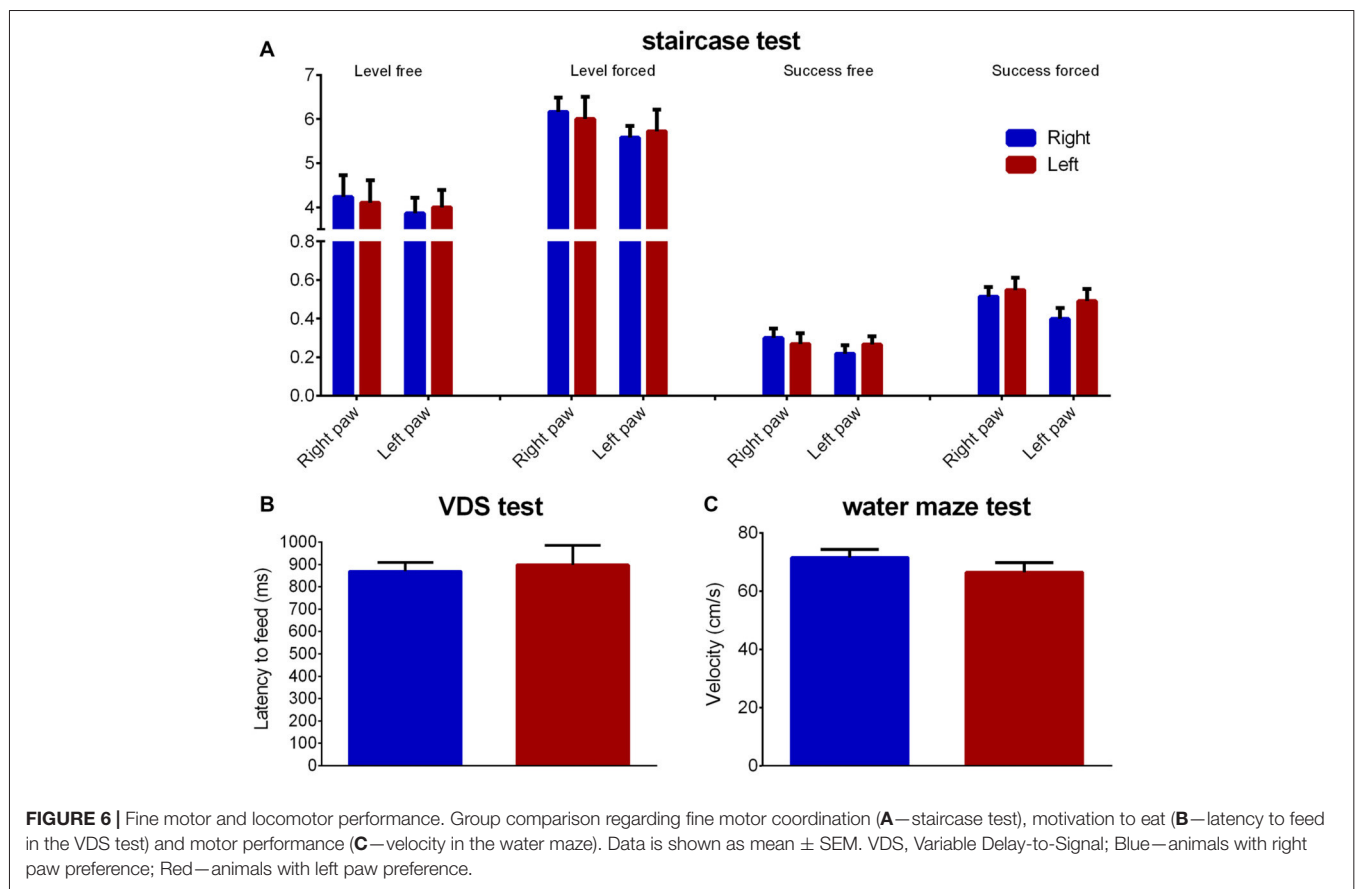 A
staircase test
Level free
Level forced
Success free
Success forced
7
6
5
4
0.8
0.6
0.4
0.2
0.0
Right
Left
Right paw
Left paw
Right paw
Left paw
Right paw
Left paw
Right paw
Left paw
B
VDS test
Latency to feed (ms)
1000
900
800
700
600
500
400
300
200
100
0
C
water maze test
Velocity (cm/s)
80
60
40
20
0
FIGURE 6 | Fine motor and locomotor performance. Group comparison regarding fine motor coordination (A—staircase test), motivation to eat (B—latency to feed
in the VDS test) and motor performance (C—velocity in the water maze). Data is shown as mean ± SEM. VDS, Variable Delay-to-Signal; Blue—animals with right
paw preference; Red—animals with left paw preference.